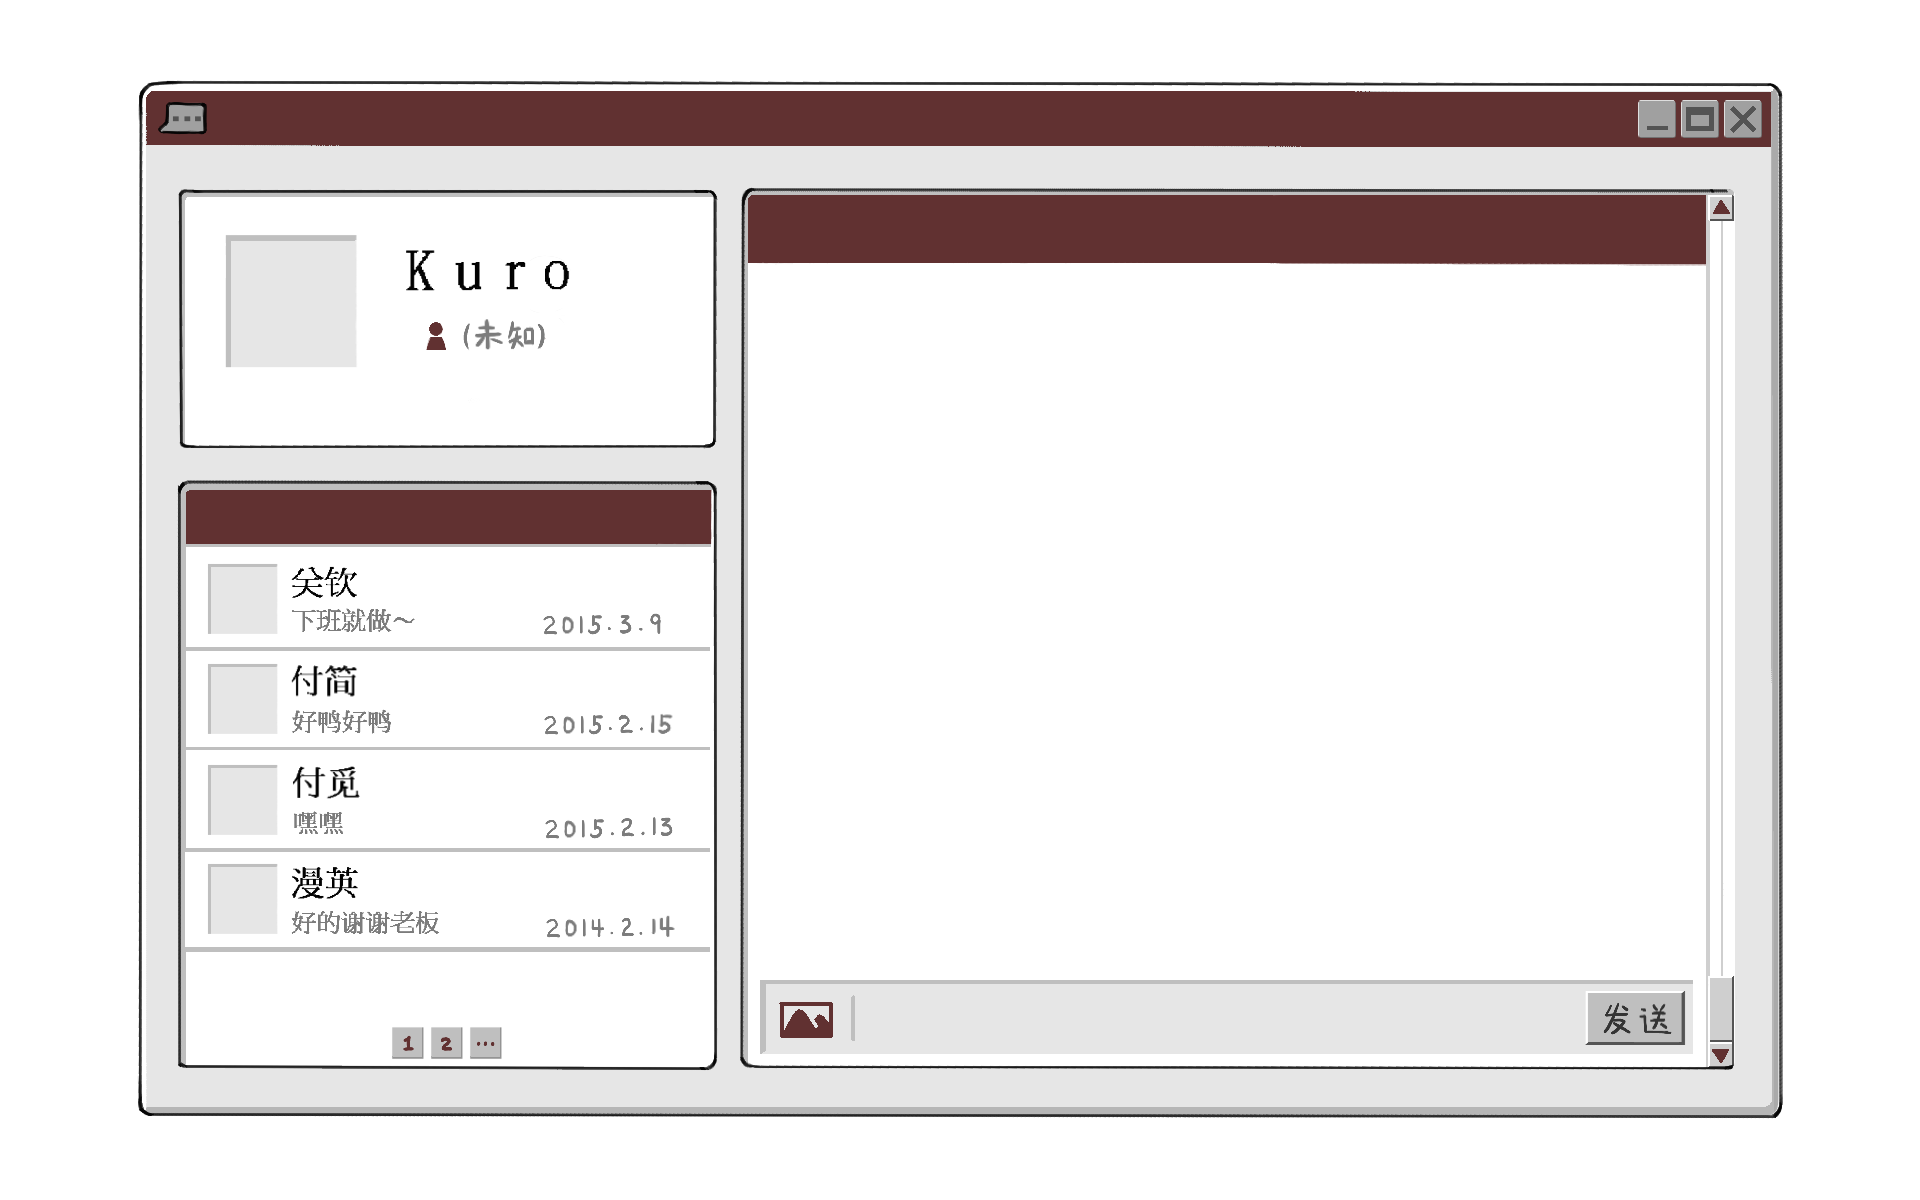 Kuro
(未知)
关钦
下班就做～
2015.3.9
付简
好鸭好鸭
2015.2.15
付觅
嘿嘿
2015.2.13
漫英
好的谢谢老板
2014.2.14
1 2 ...
发送